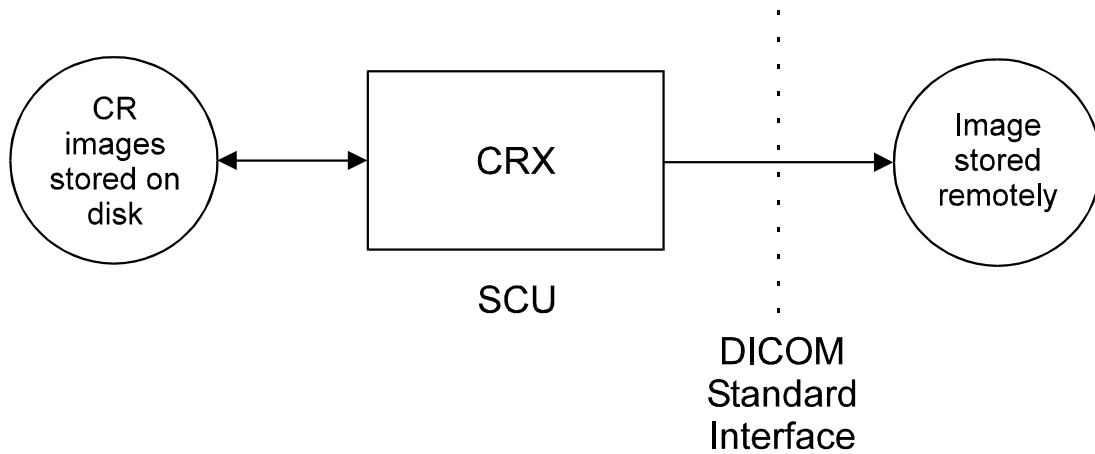 CR
images
stored on
disk
CRX
SCU
Image
stored
remotely
DICOM
Standard
Interface